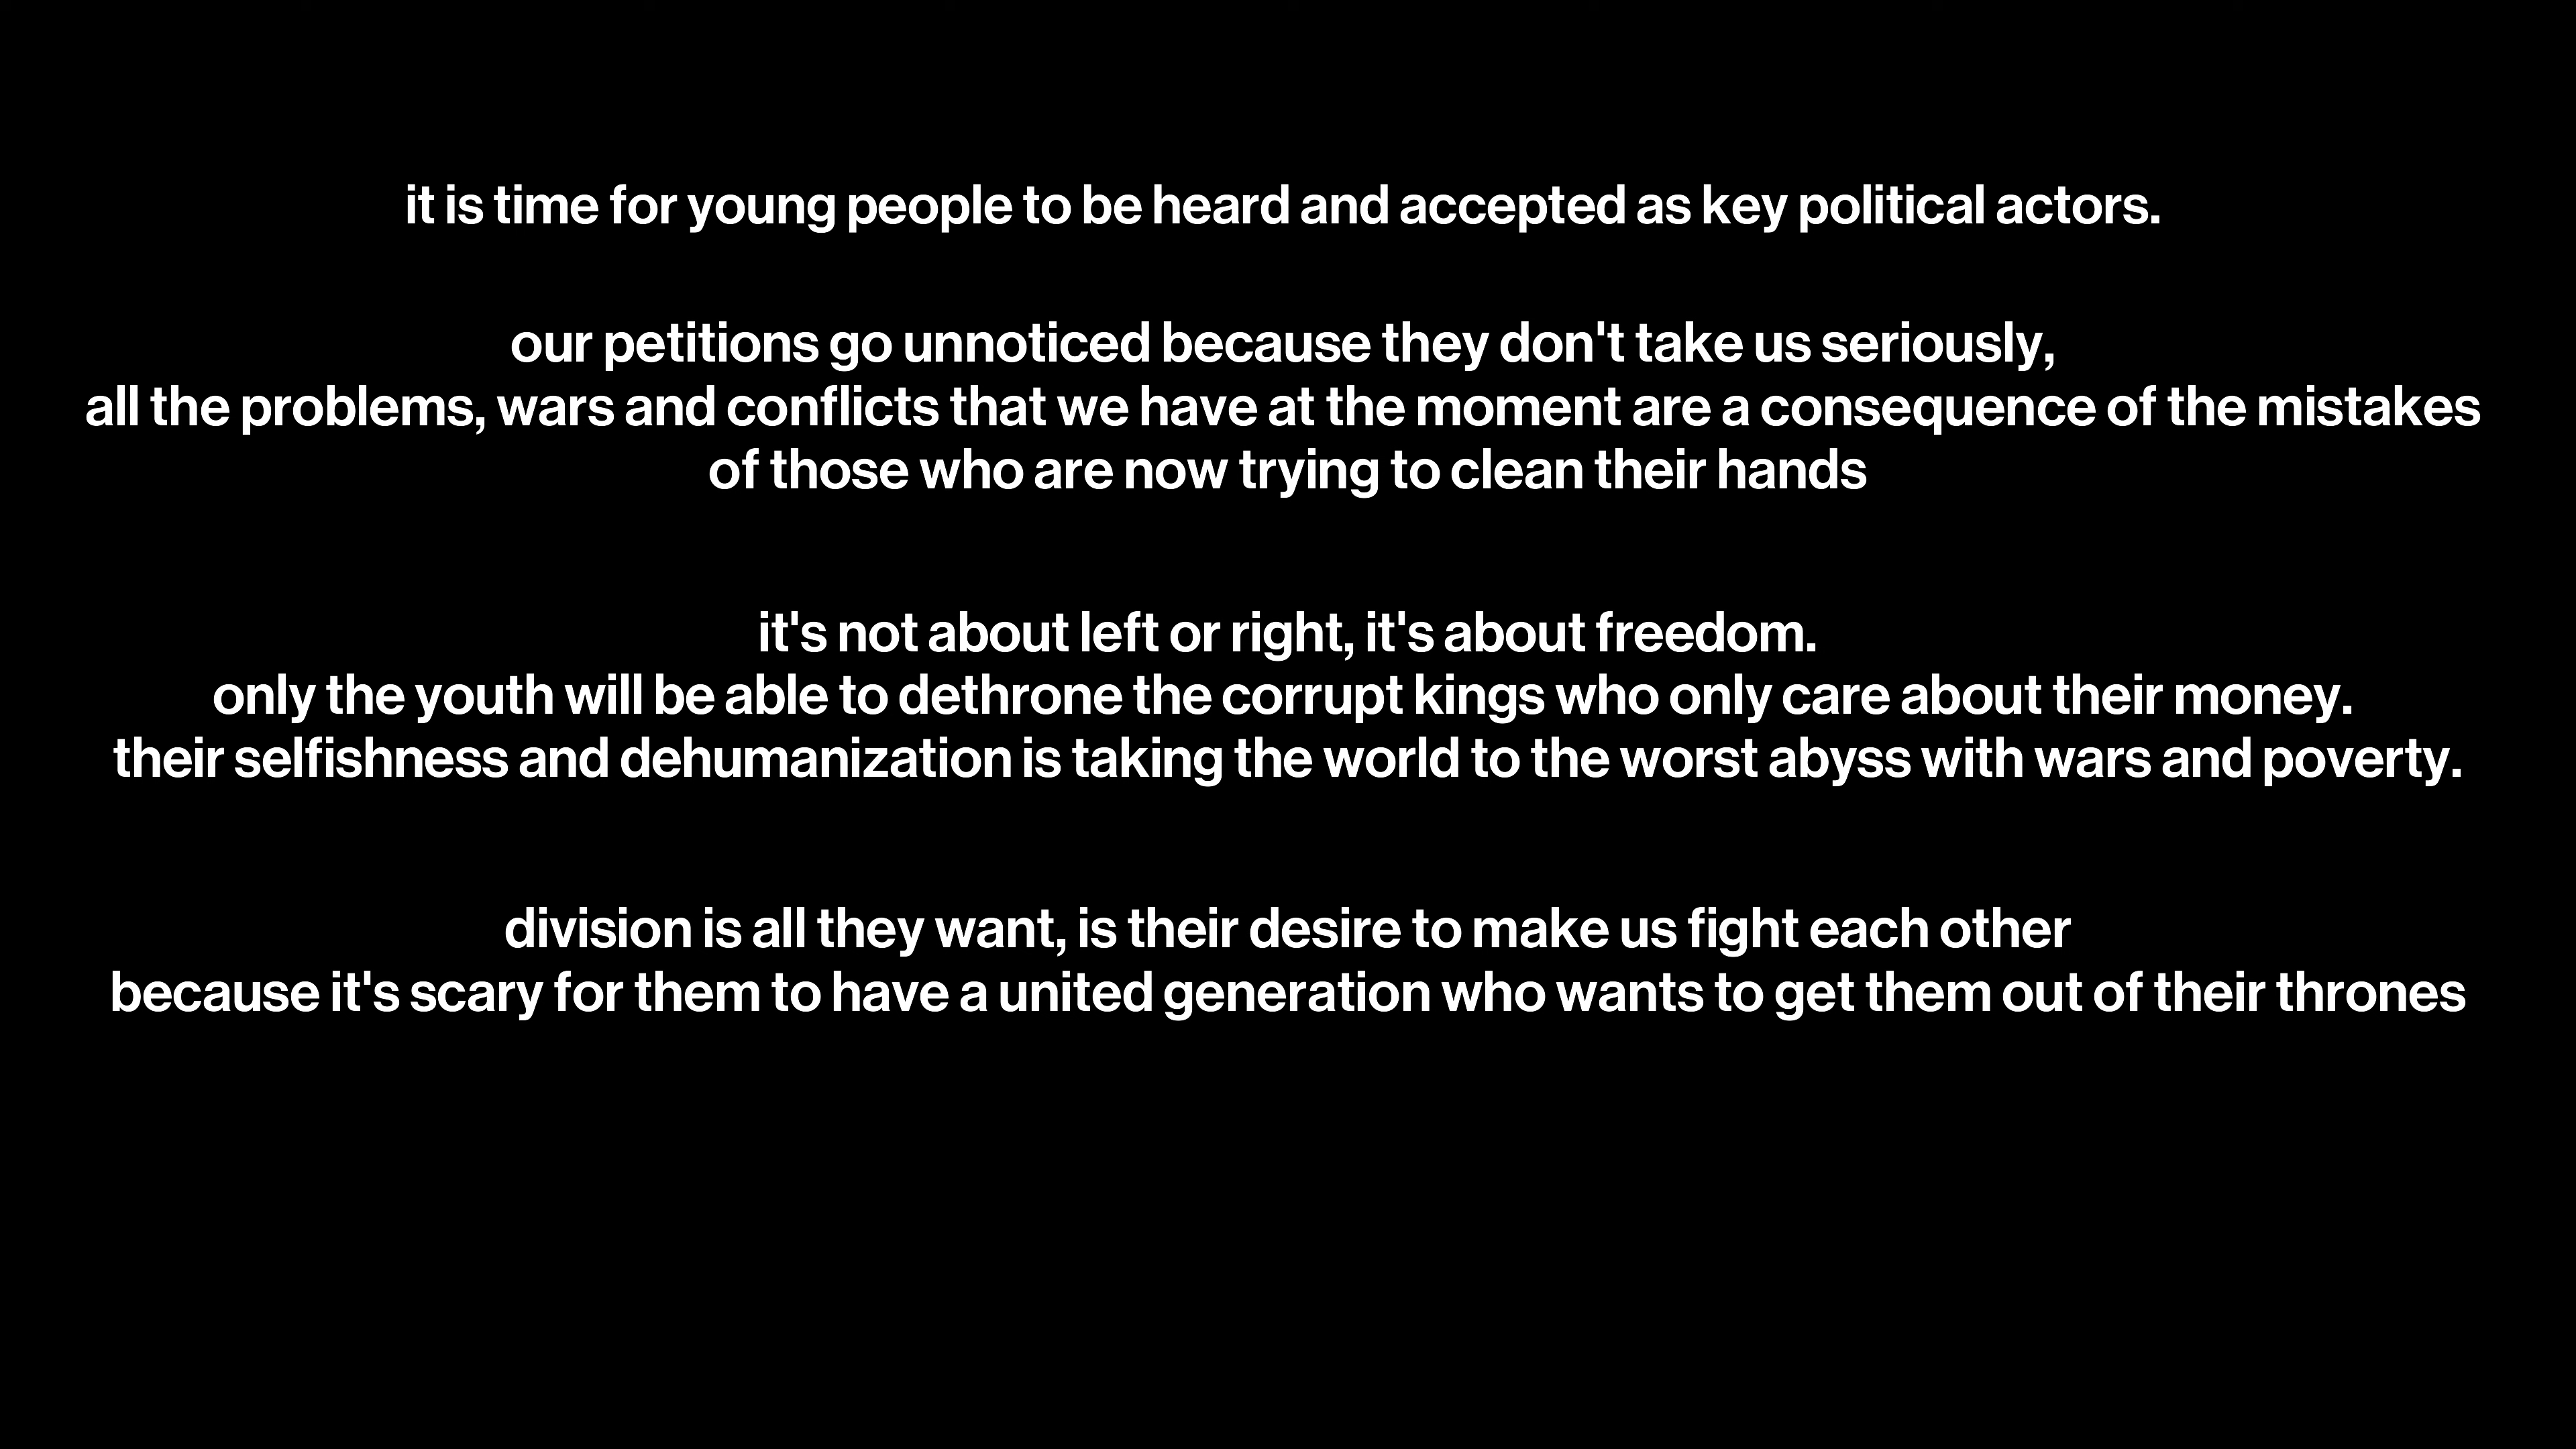 it is time for young people to be heard and accepted as key political actors.
our petitions go unnoticed because they don't take us seriously,
all the problems, wars and conflicts that we have at the moment are a consequence of the mistakes
of those who are now trying to clean their hands
it's not about left or right, it's about freedom.
only the youth will be able to dethrone the corrupt kings who only care about their money.
their selfishness and dehumanization is taking the world to the worst abyss with wars and poverty.
division is all they want, is their desire to make us fight each other
because it's scary for them to have a united generation who wants to get them out of their thrones